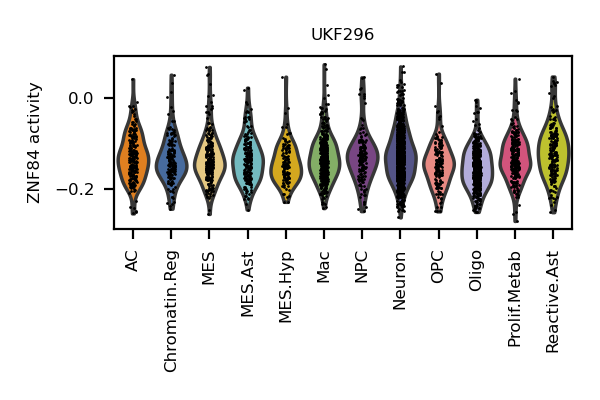 UKF296
ZNF84 activity
0.0
−0.2
AC
Chromatin.Reg
MES
MES.Ast
MES.Hyp
Mac
NPC
Neuron
OPC
Oligo
Prolif.Metab
Reactive.Ast